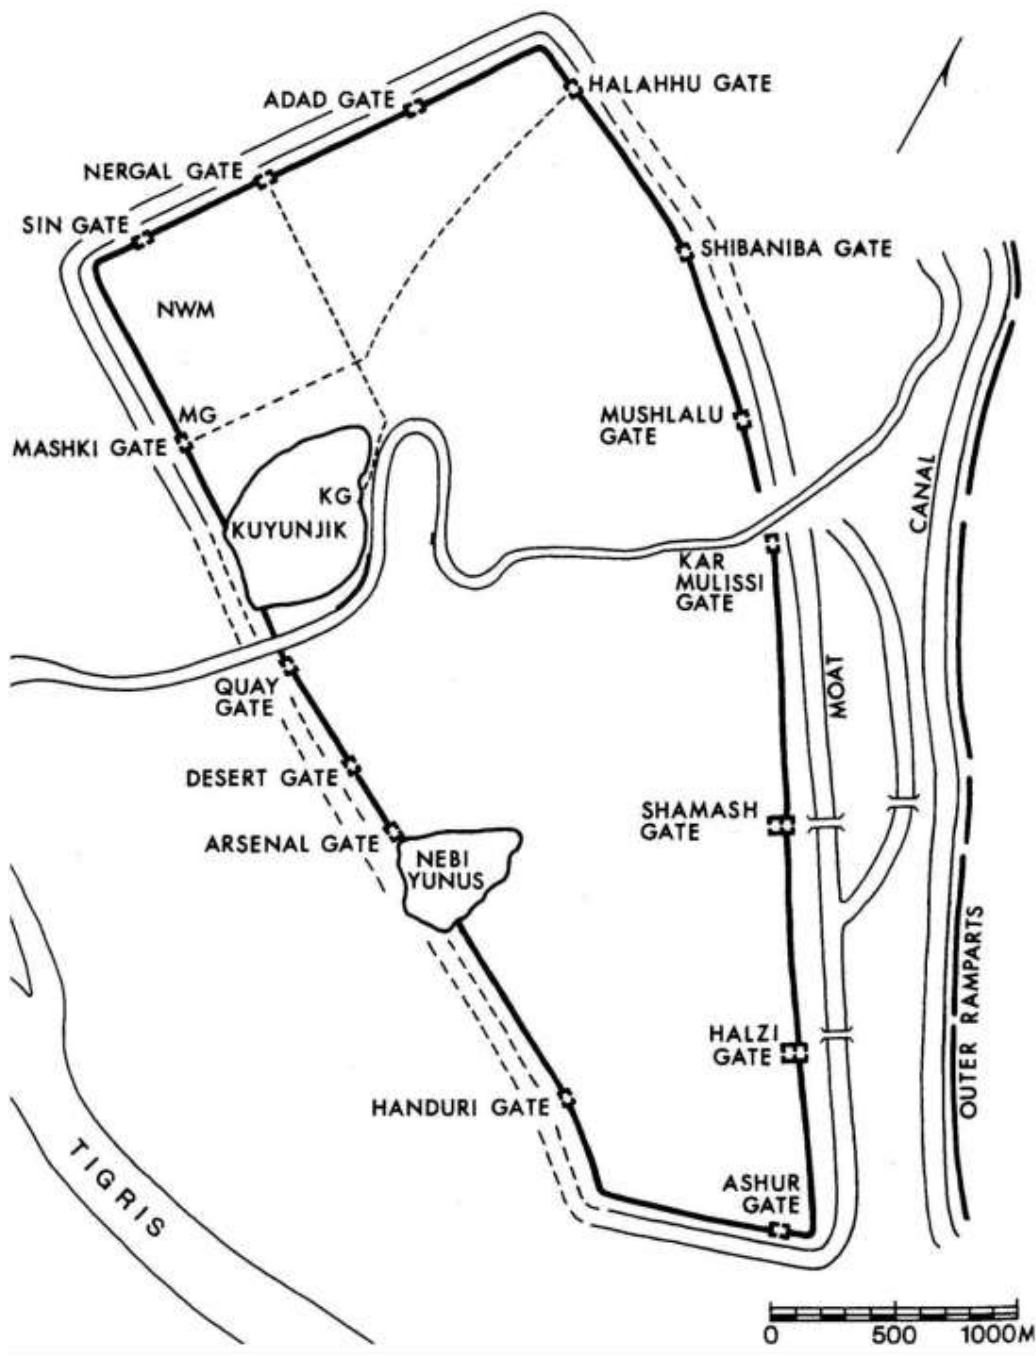 HALAHHU GATE
ADAD GATE
NERGAL GATE
SIN GATE
SHIBANIBA GATE
NWM
MG
MASHKI GATE
MUSHLALU
GATE
CANAL
KG
KUYUNJIK
KAR
MULISSI
GATE
MOAT
QUAY
GATE
DESERT GATE
SHAMASH
GATE
ARSENAL GATE
NEBI
YUNUS
OUTER RAMPARTS
HALZI
GATE
HANDURI GATE
TIGRIS
ASHUR
GATE
0 500 1000M